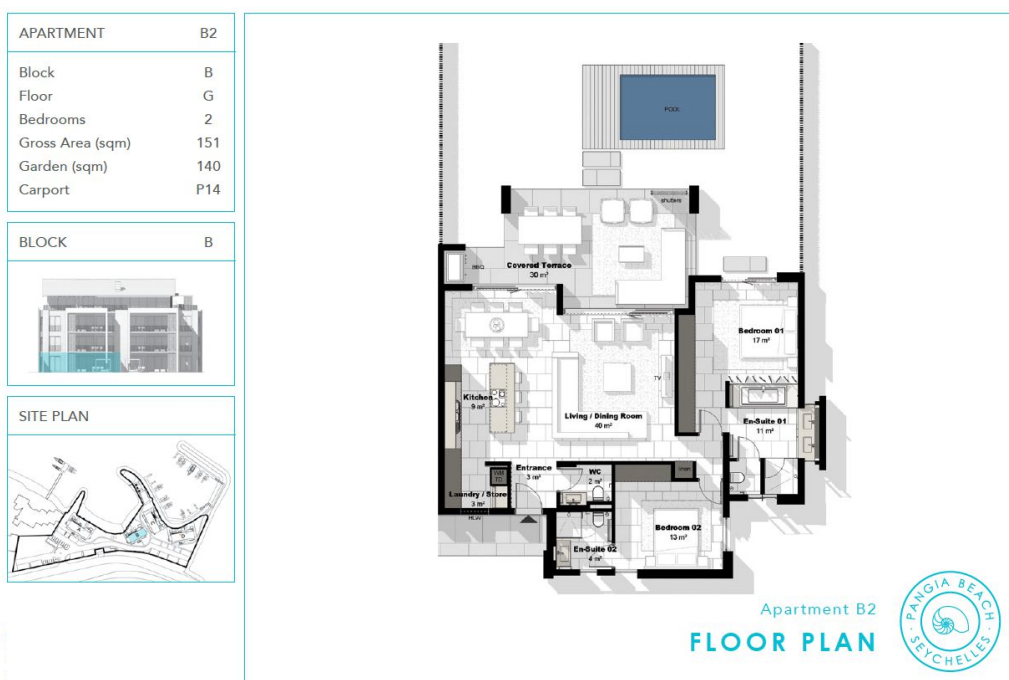 APARTMENT B2
Block B
Floor G
Bedrooms 2
Gross Area (sqm) 151
Garden (sqm) 140
Carport P14
BLOCK B
SITE PLAN
POOL
shutters
BBQ
Covered Terrace
30 m²
Bedroom 01
17 m²
TV
Kitchen
9 m²
Living / Dining Room
40 m²
En-Suite 01
11 m²
Entrance
3 m²
WC
2 m²
WM
TD
Laundry / Store
3 m²
Bedroom 02
13 m²
En-Suite 02
4 m²
Apartment B2
FLOOR PLAN
PANGIA BEACH
SEYCHELLES